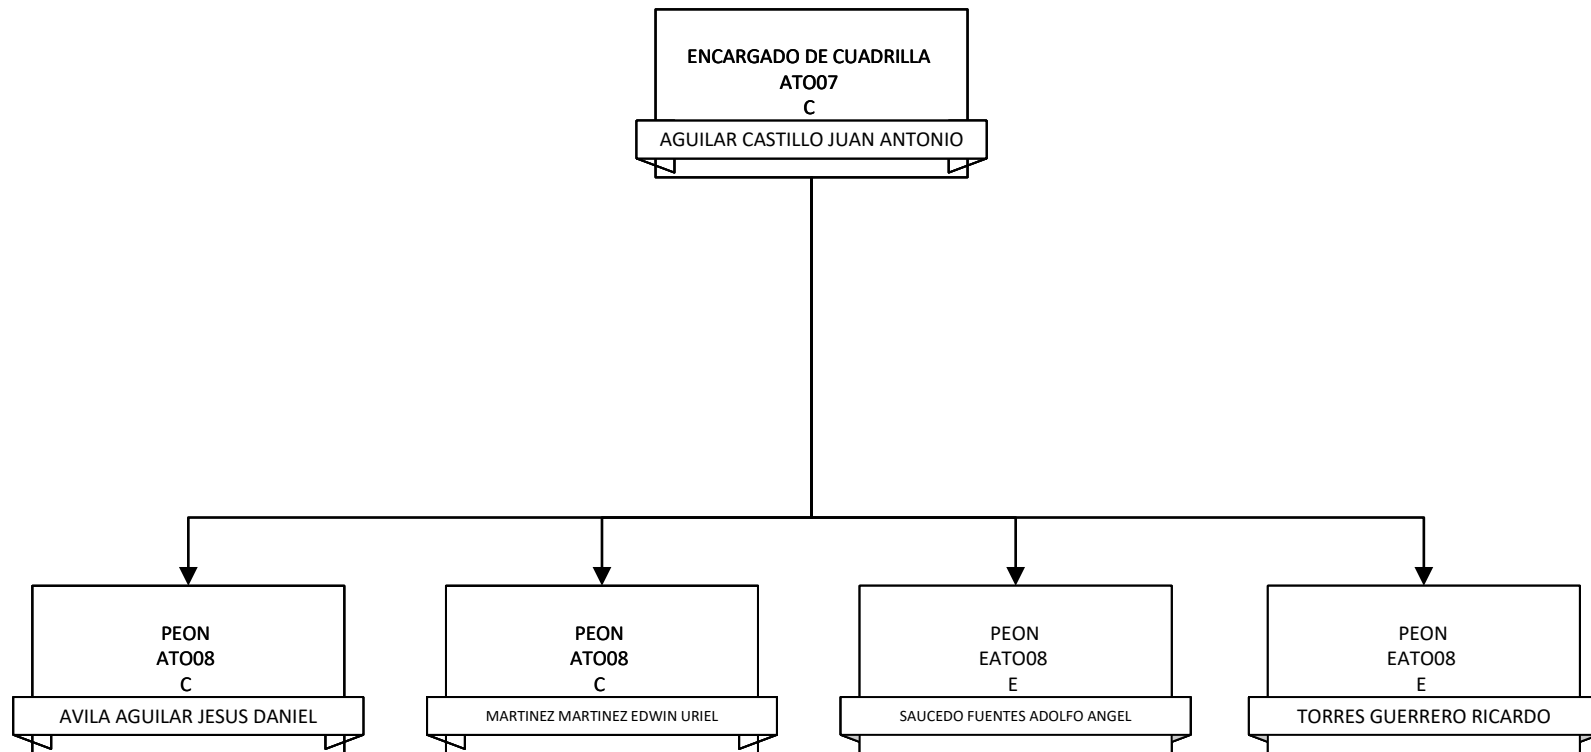 ENCARGADO DE CUADRILLA
ATO07
C
AGUILAR CASTILLO JUAN ANTONIO
PEON
ATO08
C
AVILA AGUILAR JESUS DANIEL
PEON
ATO08
C
MARTINEZ MARTINEZ EDWIN URIEL
PEON
EATO08
E
SAUCEDO FUENTES ADOLFO ANGEL
PEON
EATO08
E
TORRES GUERRERO RICARDO